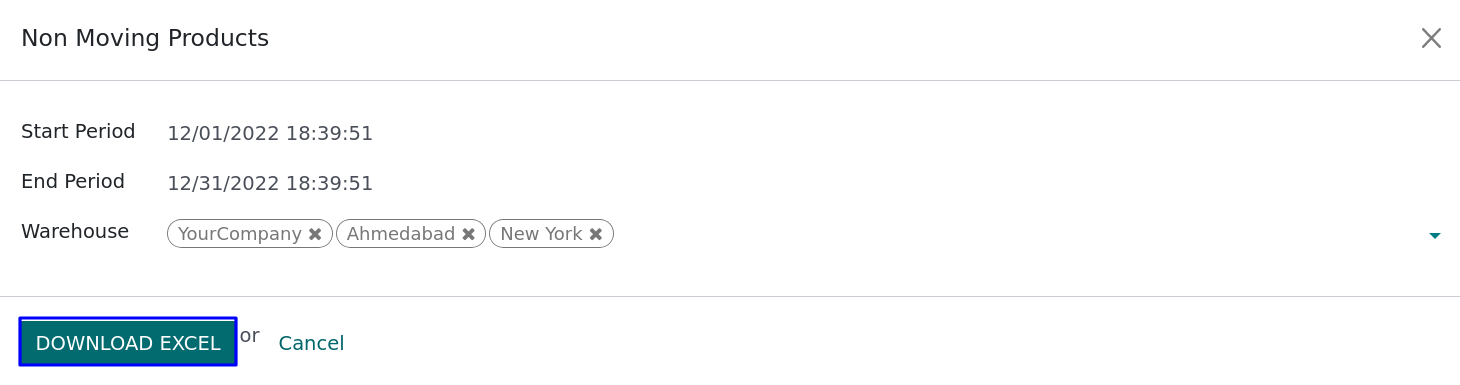 Non Moving Products
Start Period 12/01/2022 18:39:51
End Period 12/31/2022 18:39:51
Warehouse YourCompany Ahmedabad New York
DOWNLOAD EXCEL or Cancel